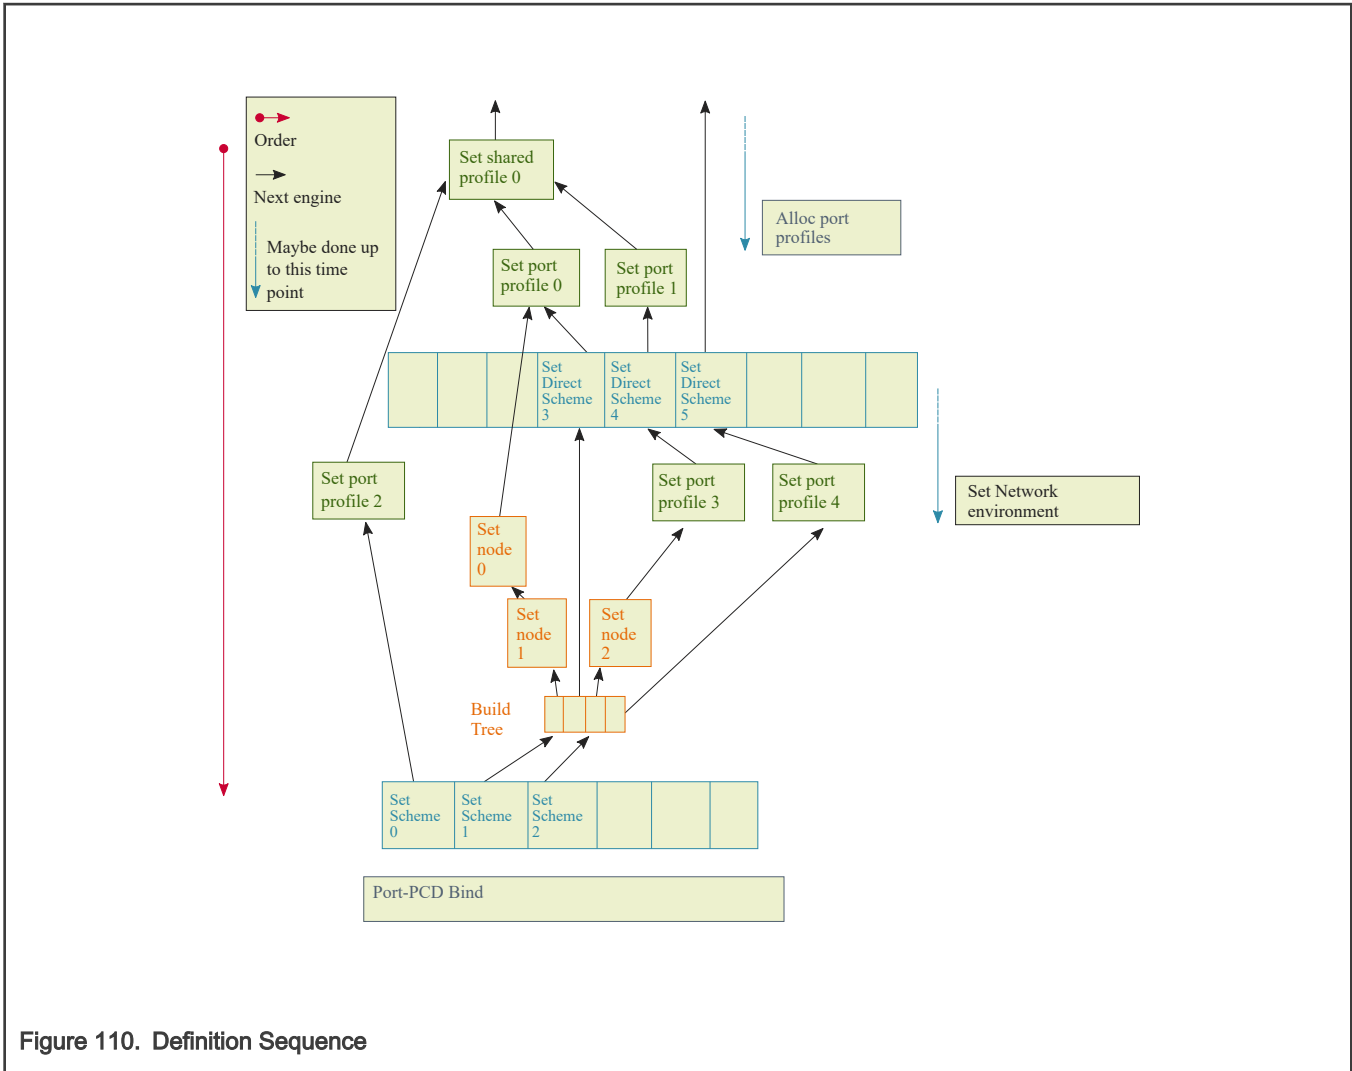 Order
Next engine
Maybe done up
to this time
point
Set shared
profile 0
Alloc port
profiles
Set port
profile 0
Set port
profile 1
Set
Direct
Scheme
3
Set
Direct
Scheme
4
Set
Direct
Scheme
5
Set port
profile 2
Set port
profile 3
Set port
profile 4
Set Network
environment
Set
node
0
Set
node
1
Set
node
2
Build
Tree
Set
Scheme
0
Set
Scheme
1
Set
Scheme
2
Port-PCD Bind
Figure 110. Definition Sequence